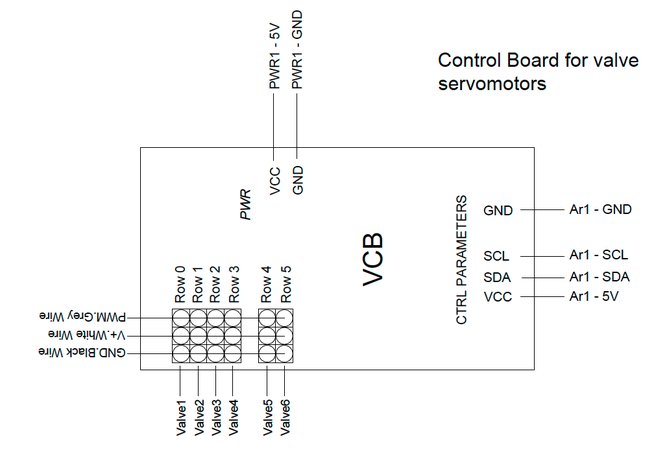 PWR1 - 5V
PWR1 - GND
Control Board for valve
servomotors
VCC
GND
PWR
VCB
CTRL PARAMETERS
GND
Ar1 - GND
SCL
Ar1 - SCL
SDA
Ar1 - SDA
VCC
Ar1 - 5V
Row 0
Row 1
Row 2
Row 3
Row 4
Row 5
PWM.Grey Wire
V+.White Wire
GND.Black Wire
Valve1
Valve2
Valve3
Valve4
Valve5
Valve6